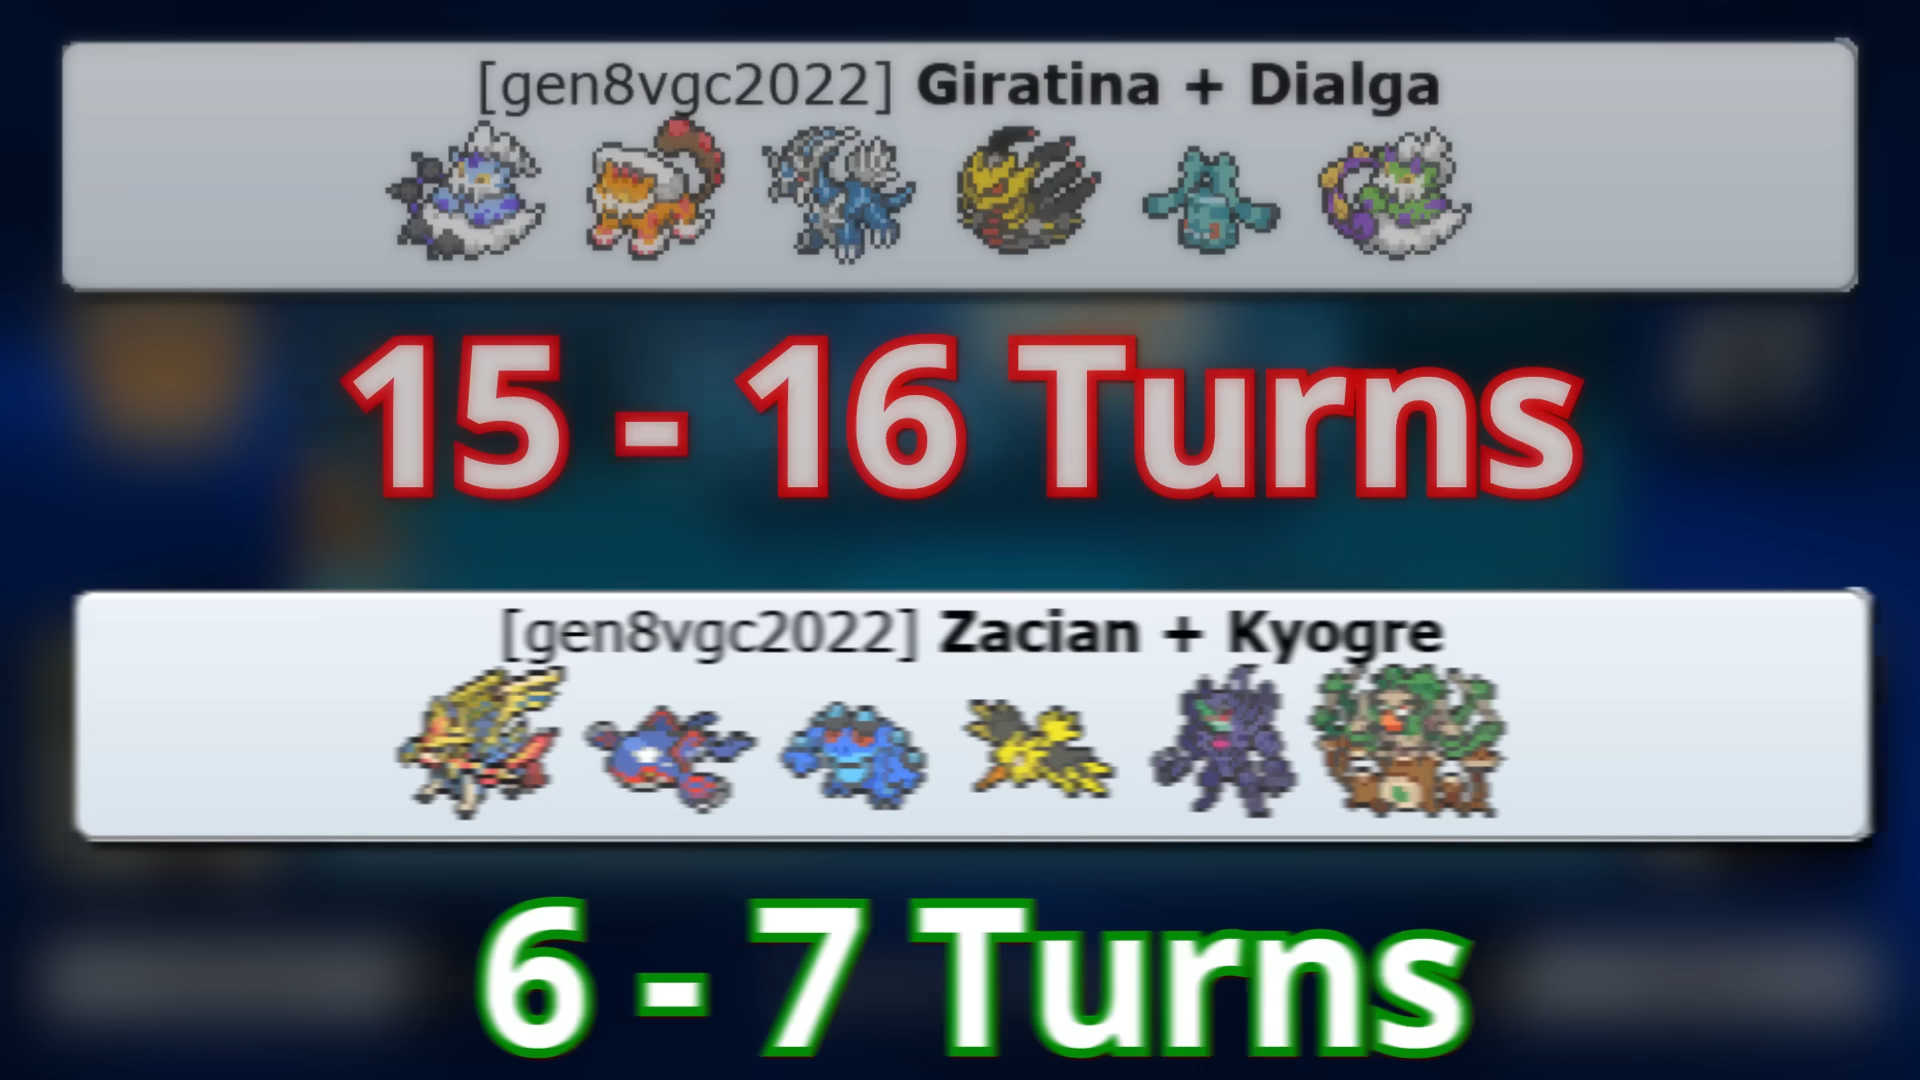 [gen8vgc2022] Giratina + Dialga
15 - 16 Turns
[gen8vgc2022] Zacian + Kyogre
6 - 7 Turns